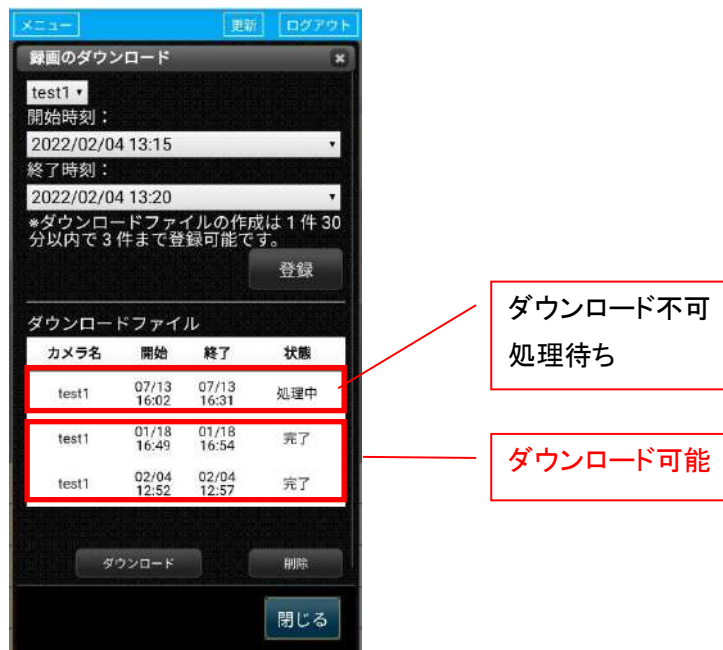 メニュー 更新 ログアウト
録画のダウンロード ×
test1
開始時刻：
2022/02/04 13:15
終了時刻：
2022/02/04 13:20
※ダウンロードファイルの作成は1件30
分以内で3件まで登録可能です。
登録
ダウンロードファイル
カメラ名 開始 終了 状態
test1 07/13 16:02 07/13 16:31 処理中
test1 01/18 16:49 01/18 16:54 完了
test1 02/04 12:52 02/04 12:57 完了
ダウンロード 削除
閉じる
ダウンロード不可
処理待ち
ダウンロード可能